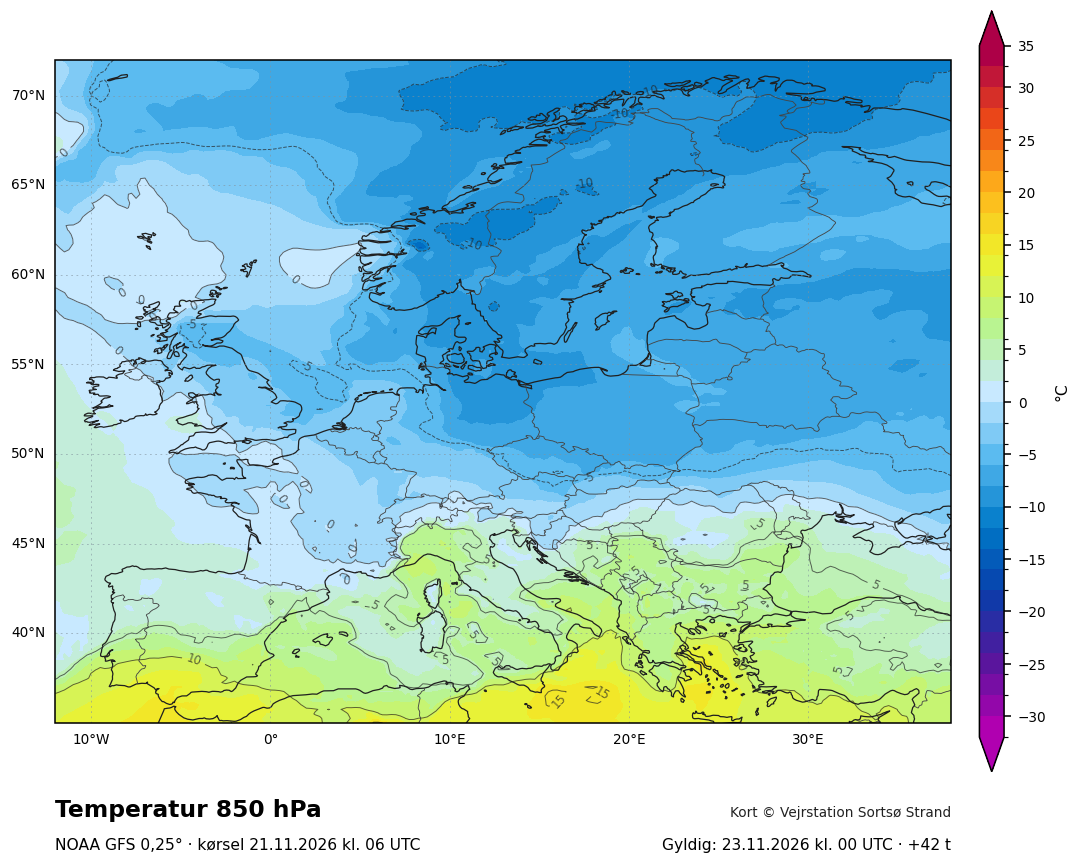 70°N
65°N
60°N
55°N
50°N
45°N
40°N
10°W
0°
10°E
20°E
30°E
35
30
25
20
15
10
5
0
−5
−10
−15
−20
−25
−30
°C
Temperatur 850 hPa
Kort © Vejrstation Sortsø Strand
NOAA GFS 0,25° · kørsel 21.11.2026 kl. 06 UTC
Gyldig: 23.11.2026 kl. 00 UTC · +42 t